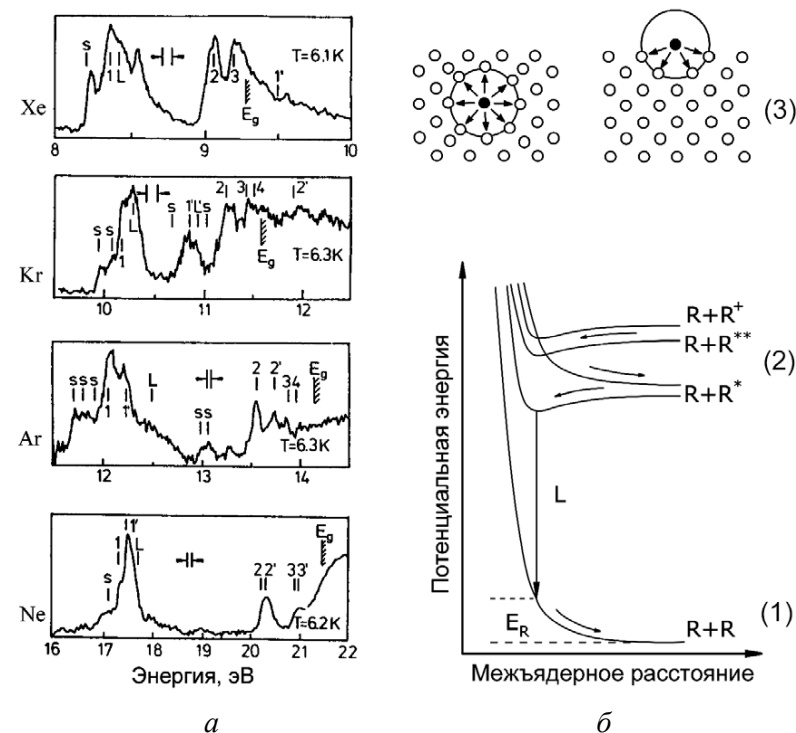 Xe
s
1 L
2 3
1'
T=6.1K
Eg
8 9 10
Kr
s s
1
L
s 1' L' s
2 3 4 2'
Eg
T=6.3K
10 11 12
Ar
s s s
1 1'
L
s s
2 2' 3 4
Eg
T=6.3K
12 13 14
Ne
s
1 1'
L
2 2' 3 3'
Eg
T=6.2K
16 17 18 19 20 21 22
Энергия, эВ
а
(3)
Потенциальная энергия
R+R⁺
R+R**
(2)
R+R*
L
E_R
R+R
(1)
Межъядерное расстояние
б